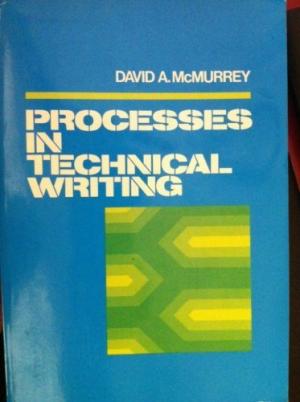 DAVID A. McMURREY
PROCESSES
IN
TECHNICAL
WRITING